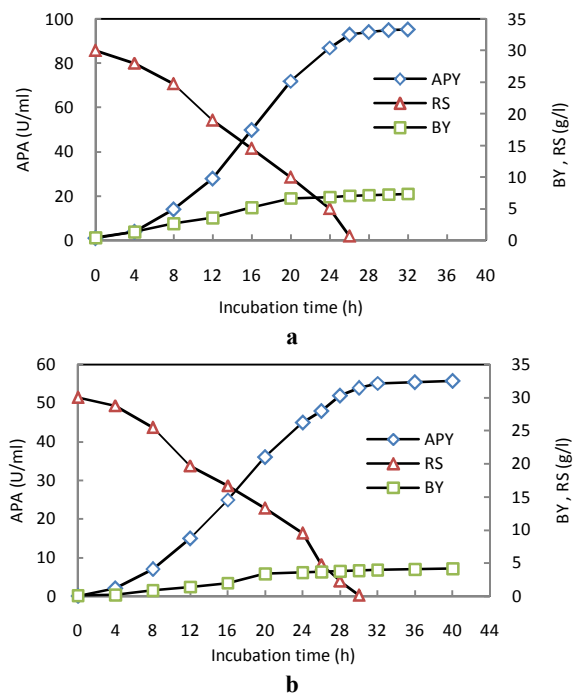 100
80
60
40
20
0
35
30
25
20
15
10
5
0
APA (U/ml)
BY , RS (g/l)
APY
RS
BY
0 4 8 12 16 20 24 28 32 36 40
Incubation time (h)
a
60
50
40
30
20
10
0
35
30
25
20
15
10
5
0
APA (U/ml)
BY , RS (g/l)
APY
RS
BY
0 4 8 12 16 20 24 28 32 36 40 44
Incubation time (h)
b